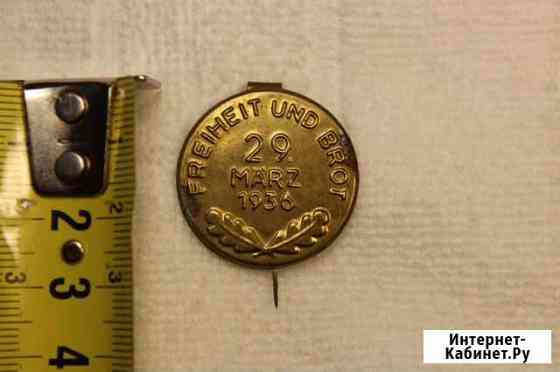 FREIHEIT UND BROT
29.
MÄRZ
1936
2
3
4
Интернет-
Кабинет.Ру